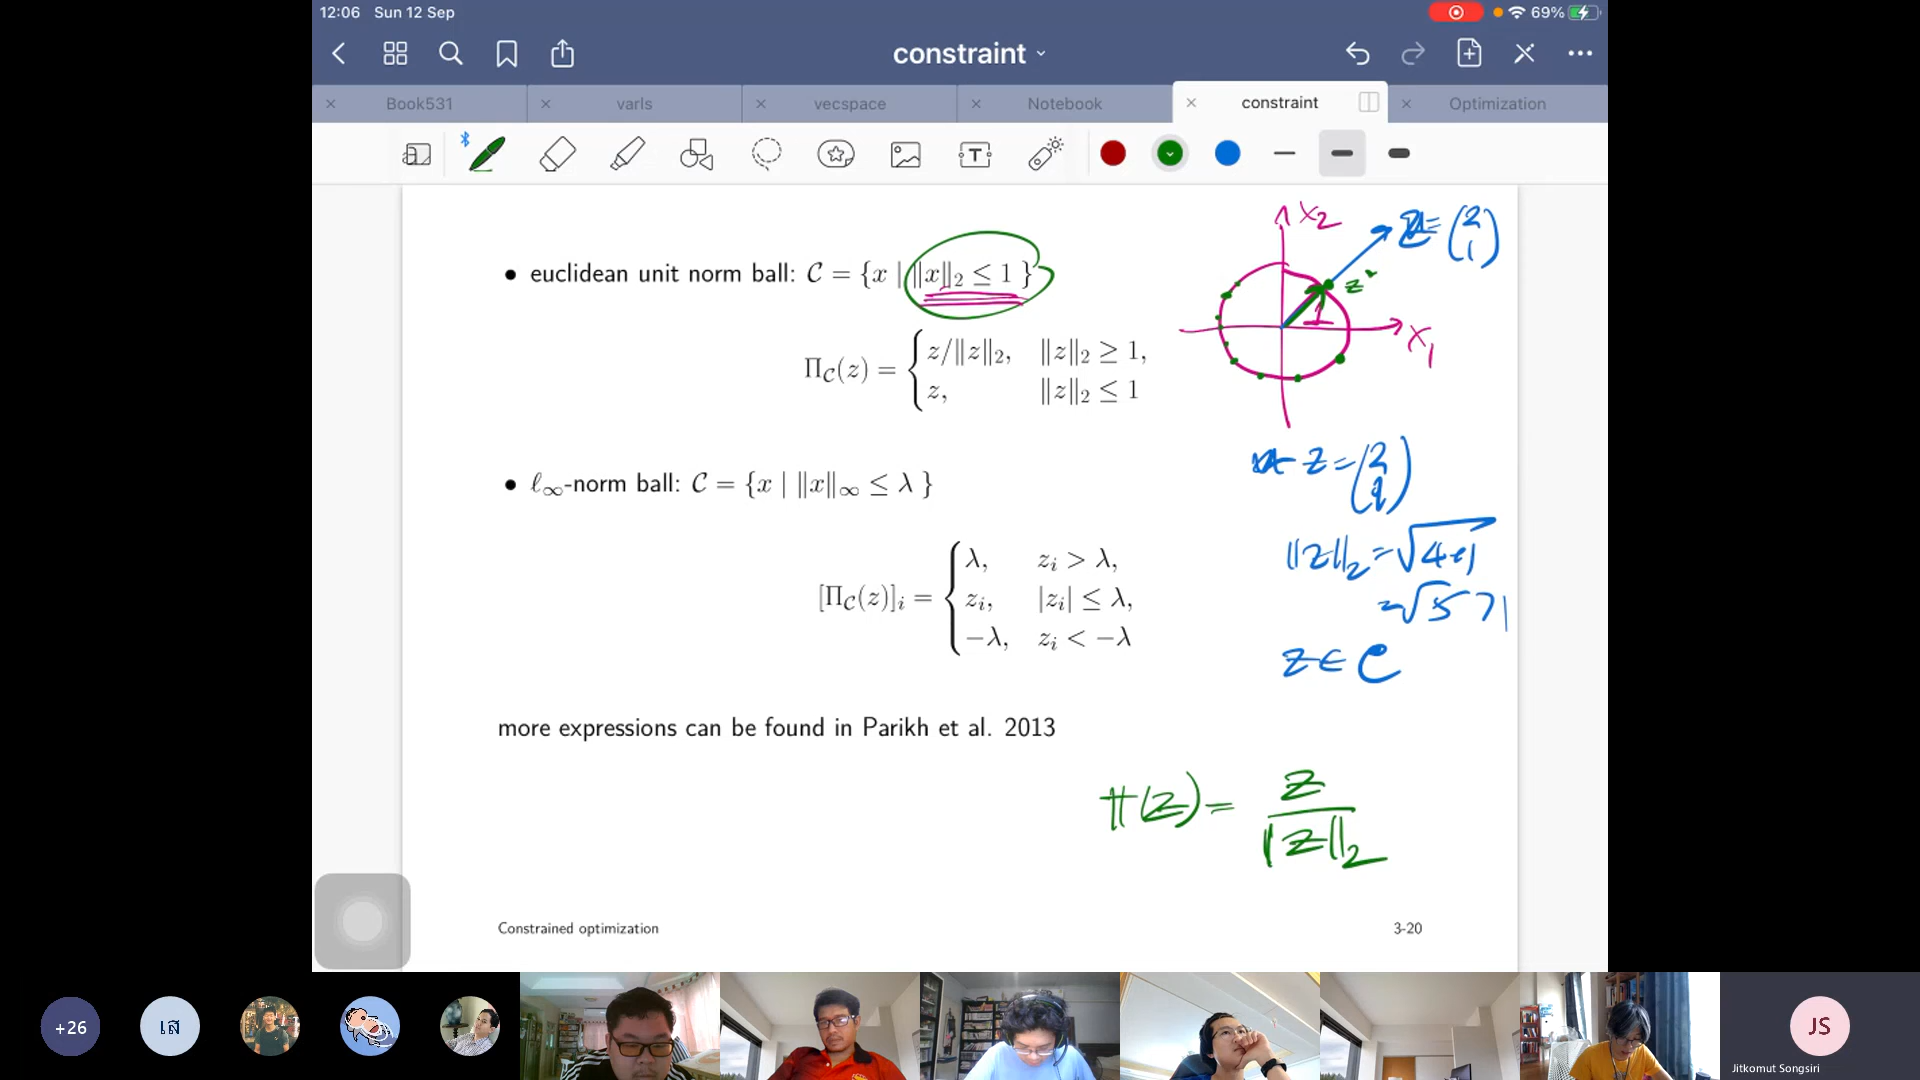 12:06 Sun 12 Sep
69%
constraint
Book531
varls
vecspace
Notebook
constraint
Optimization
• euclidean unit norm ball: C = {x | ‖x‖₂ ≤ 1 }
Π_C(z) = { z/‖z‖₂, ‖z‖₂ ≥ 1,
z, ‖z‖₂ ≤ 1
x₂
= (2 1)
z*
1
x₁
• ℓ∞-norm ball: C = {x | ‖x‖∞ ≤ λ }
[Π_C(z)]ᵢ = { λ, zᵢ > λ,
zᵢ, |zᵢ| ≤ λ,
−λ, zᵢ < −λ
z = (2 1)
‖z‖₂ = √4+1
= √5 > 1
z ∈ C
more expressions can be found in Parikh et al. 2013
π(z) = z / ‖z‖₂
Constrained optimization
3-20
+26
เส
JS
Jitkomut Songsiri